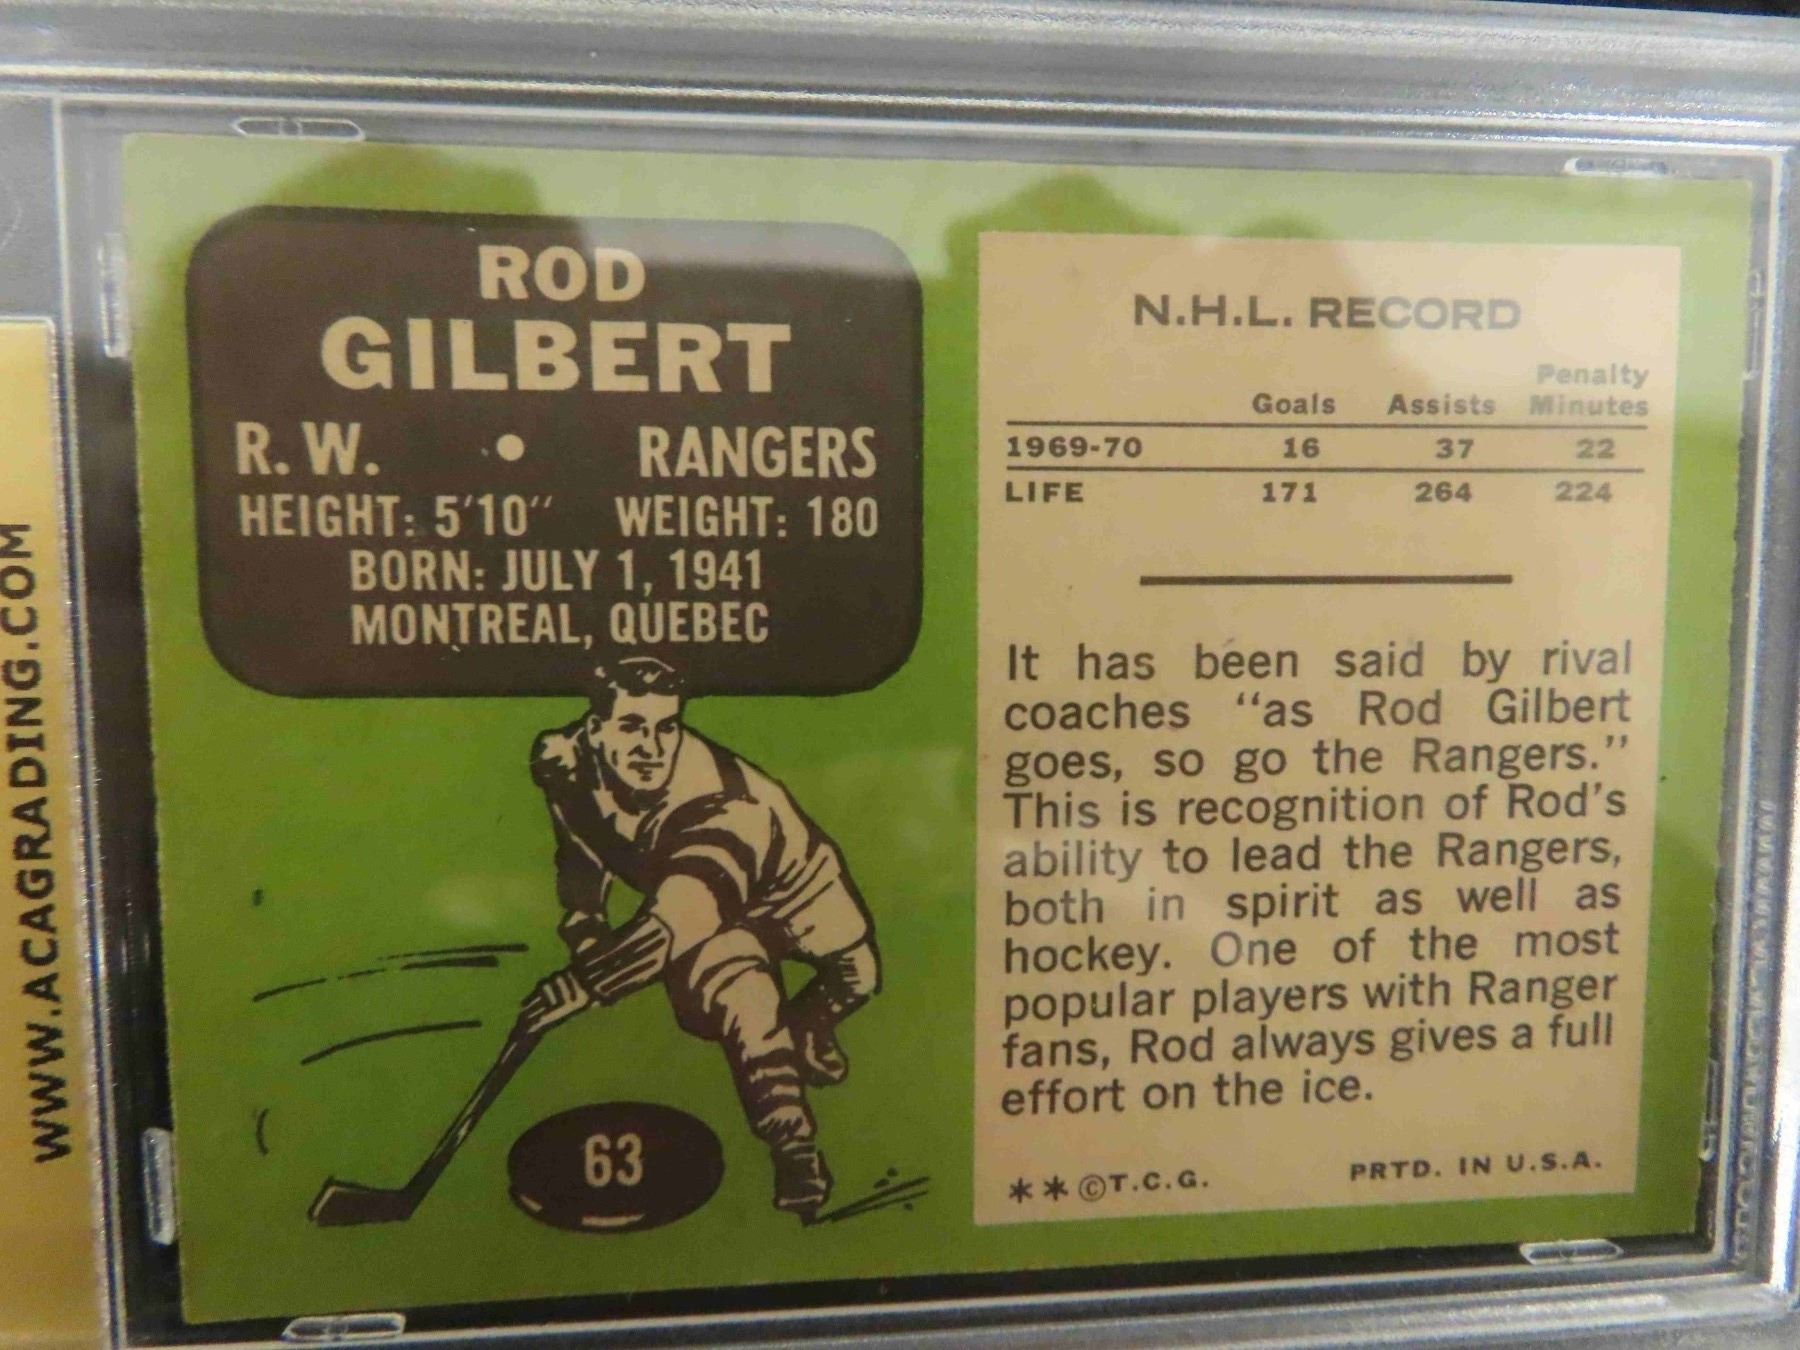 WWW.ACAGRADING.COM
ROD
GILBERT
R. W. • RANGERS
HEIGHT: 5'10" WEIGHT: 180
BORN: JULY 1, 1941
MONTREAL, QUEBEC
63
N.H.L. RECORD
Penalty
Goals Assists Minutes
1969-70 16 37 22
LIFE 171 264 224
It has been said by rival
coaches "as Rod Gilbert
goes, so go the Rangers."
This is recognition of Rod's
ability to lead the Rangers,
both in spirit as well as
hockey. One of the most
popular players with Ranger
fans, Rod always gives a full
effort on the ice.
** ©T.C.G. PRTD. IN U.S.A.